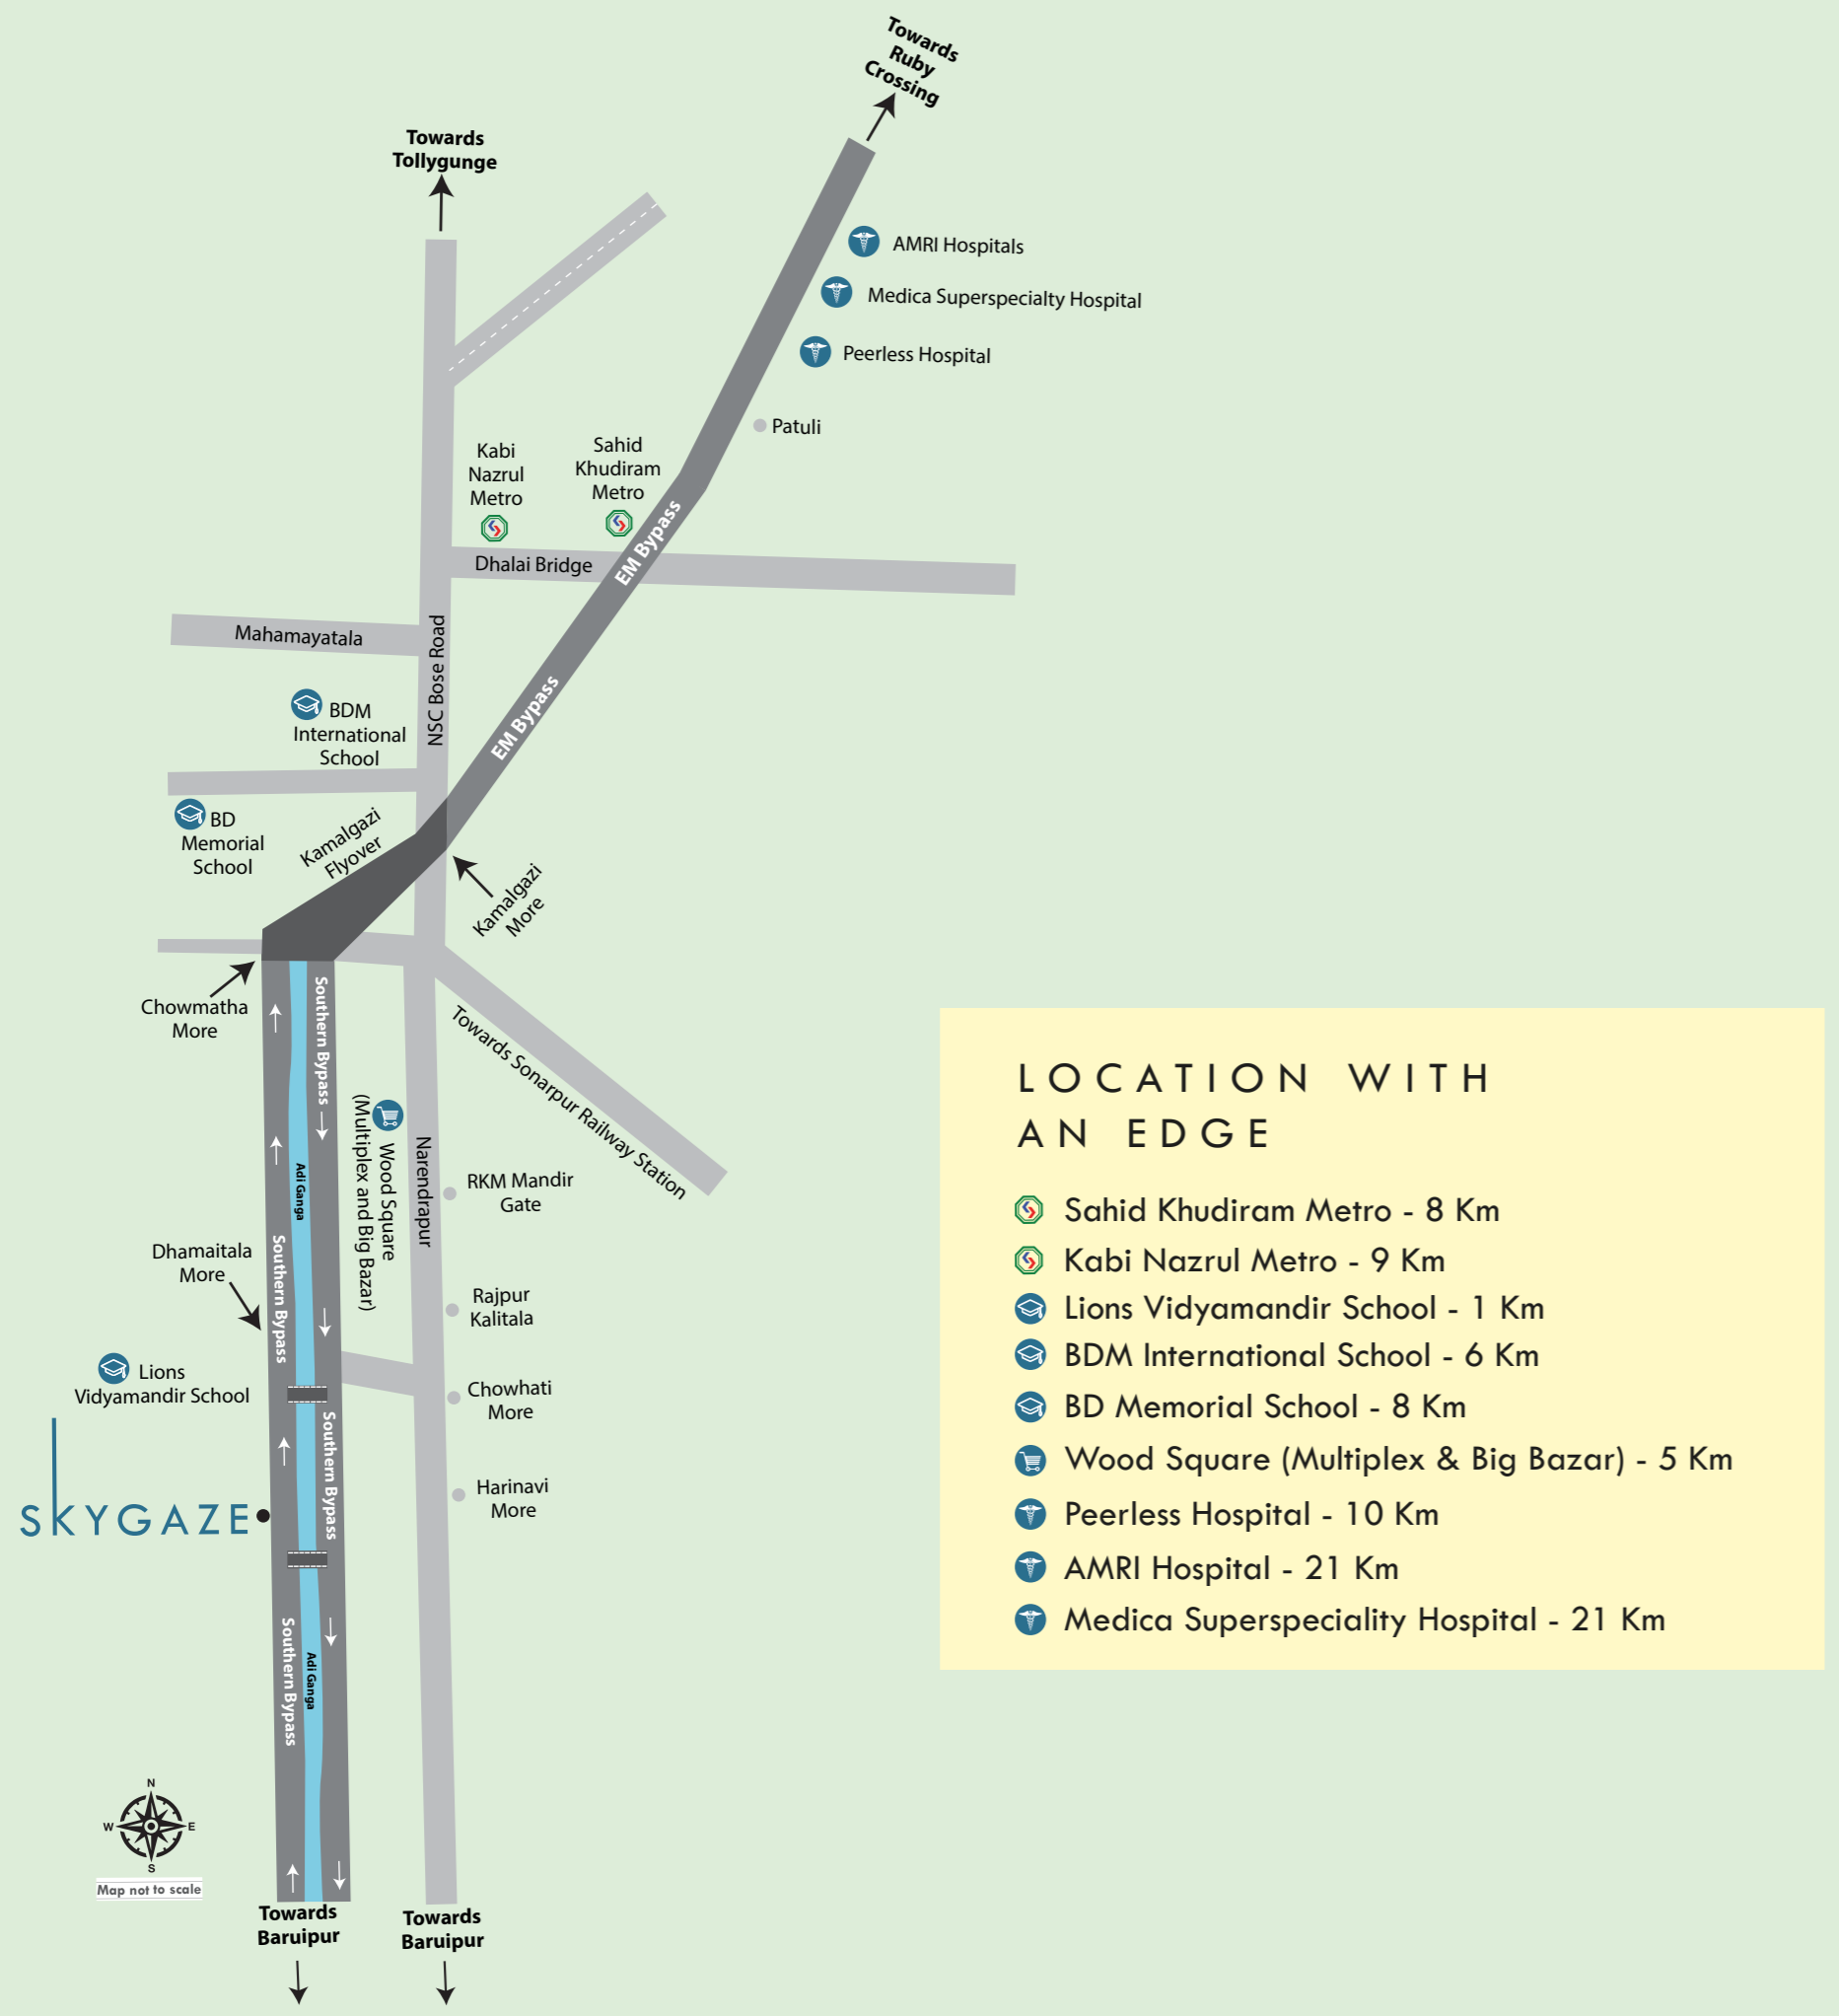 Towards
Ruby
Crossing
Towards
Tollygunge
AMRI Hospitals
Medica Superspecialty Hospital
Peerless Hospital
Patuli
Kabi
Nazrul
Metro
Sahid
Khudiram
Metro
EM Bypass
Dhalai Bridge
Mahamayatala
NSC Bose Road
EM Bypass
BDM
International
School
BD
Memorial
School
Kamalgazi
Flyover
Kamalgazi
More
Chowmatha
More
Southern Bypass
Towards Sonarpur Railway Station
Wood Square
(Multiplex and Big Bazar)
Narendrapur
Adi Ganga
RKM Mandir
Gate
Dhamaitala
More
Southern Bypass
Rajpur
Kalitala
Lions
Vidyamandir School
Chowhati
More
Southern Bypass
Harinavi
More
SKYGAZE
Southern Bypass
Adi Ganga
N
W
E
S
Map not to scale
Towards
Baruipur
Towards
Baruipur
LOCATION WITH
AN EDGE
Sahid Khudiram Metro - 8 Km
Kabi Nazrul Metro - 9 Km
Lions Vidyamandir School - 1 Km
BDM International School - 6 Km
BD Memorial School - 8 Km
Wood Square (Multiplex & Big Bazar) - 5 Km
Peerless Hospital - 10 Km
AMRI Hospital - 21 Km
Medica Superspeciality Hospital - 21 Km